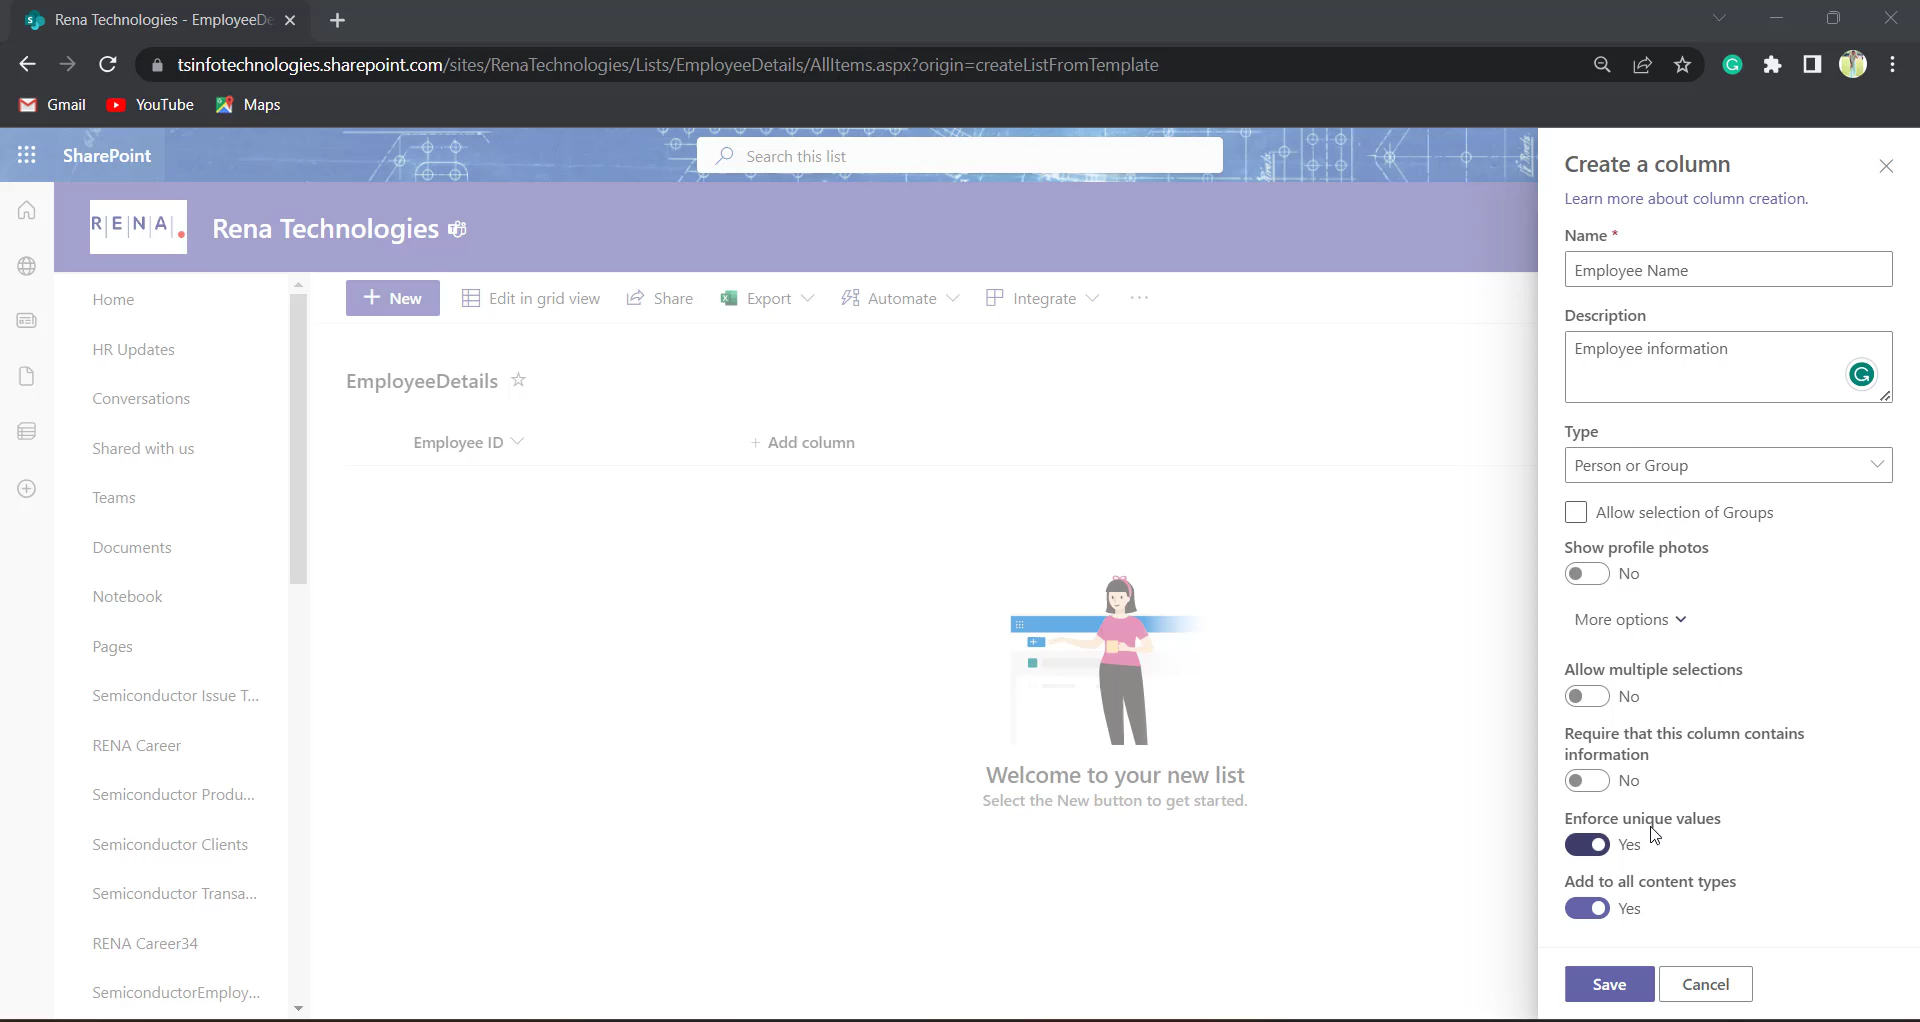 Rena Technologies - EmployeeDe
tsinfotechnologies.sharepoint.com/sites/RenaTechnologies/Lists/EmployeeDetails/AllItems.aspx?origin=createListFromTemplate
Gmail
YouTube
Maps
SharePoint
Search this list
R|E|N|A|.
Rena Technologies
Home
HR Updates
Conversations
Shared with us
Teams
Documents
Notebook
Pages
Semiconductor Issue T...
RENA Career
Semiconductor Produ...
Semiconductor Clients
Semiconductor Transa...
RENA Career34
SemiconductorEmploy...
+ New
Edit in grid view
Share
Export
Automate
Integrate
...
EmployeeDetails
Employee ID
+ Add column
Welcome to your new list
Select the New button to get started.
Create a column
Learn more about column creation.
Name *
Employee Name
Description
Employee information
Type
Person or Group
Allow selection of Groups
Show profile photos
No
More options
Allow multiple selections
No
Require that this column contains
information
No
Enforce unique values
Yes
Add to all content types
Yes
Save
Cancel